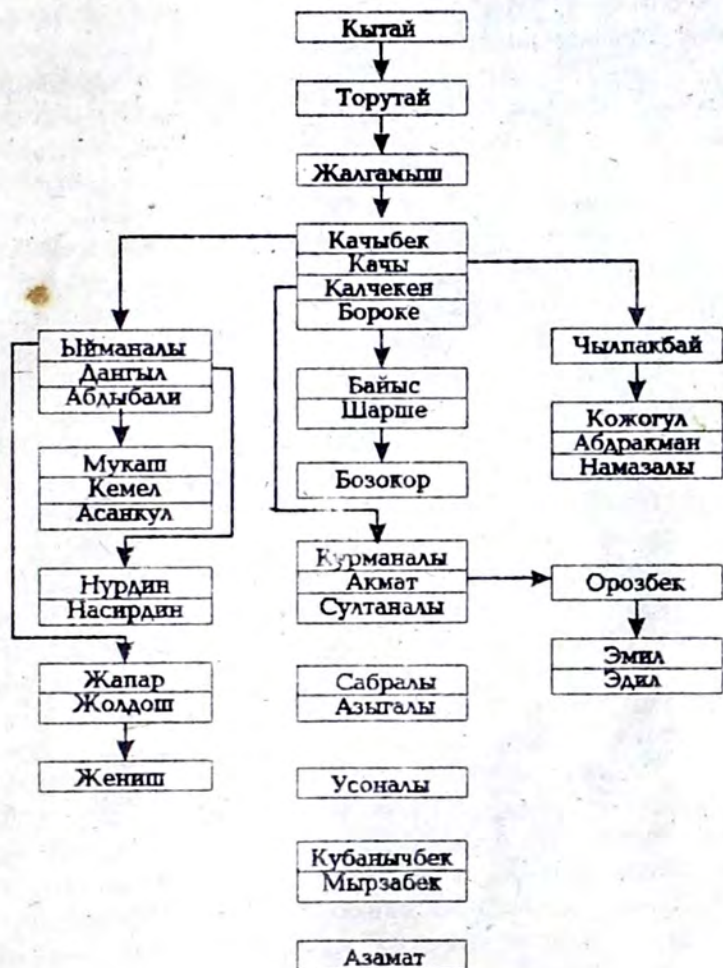 Кытай
Торутай
Жалгамыш
Качыбек
Качы
Калчекен
Бороке
Ыйманалы
Дангыл
Абдыбали
Мукаш
Кемел
Асанкул
Нурдин
Насирдин
Жапар
Жолдош
Жениш
Байыс
Шарше
Бозокор
Курманалы
Акмат
Султаналы
Сабралы
Азыгалы
Усоналы
Кубанычбек
Мырзабек
Азамат
Чылпакбай
Кожогул
Абдракман
Намазалы
Орозбек
Эмил
Эдил